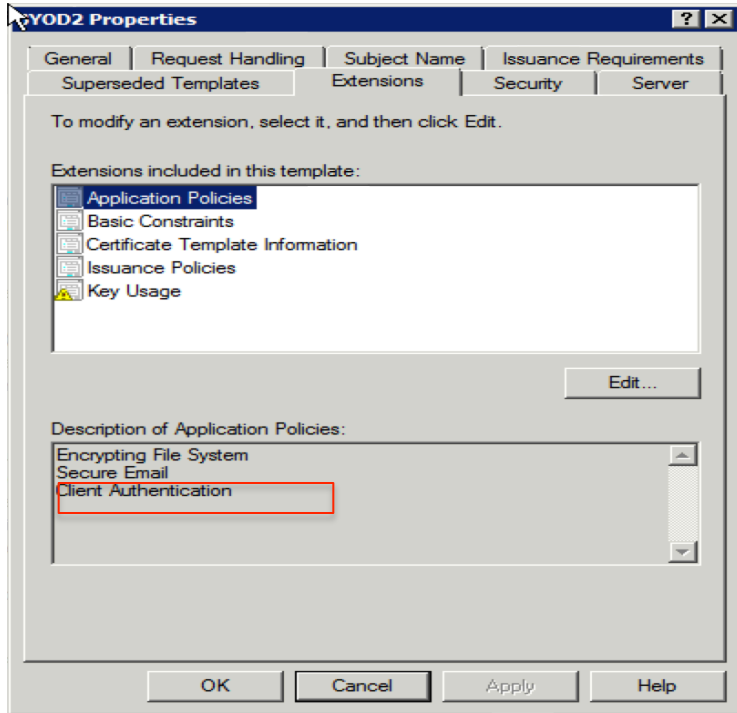 YOD2 Properties
General Request Handling Subject Name Issuance Requirements
Superseded Templates Extensions Security Server
To modify an extension, select it, and then click Edit.
Extensions included in this template:
Application Policies
Basic Constraints
Certificate Template Information
Issuance Policies
Key Usage
Edit...
Description of Application Policies:
Encrypting File System
Secure Email
Client Authentication
OK Cancel Apply Help